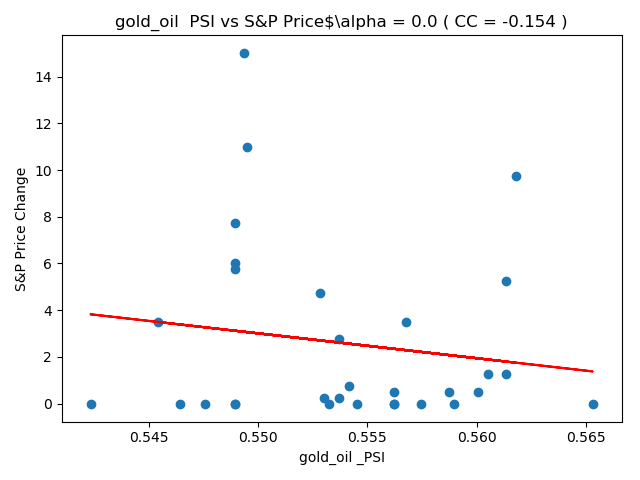 gold_oil  PSI vs S&P Price$\alpha = 0.0 ( CC = -0.154 )
S&P Price Change
14
12
10
8
6
4
2
0
0.545 0.550 0.555 0.560 0.565
gold_oil _PSI